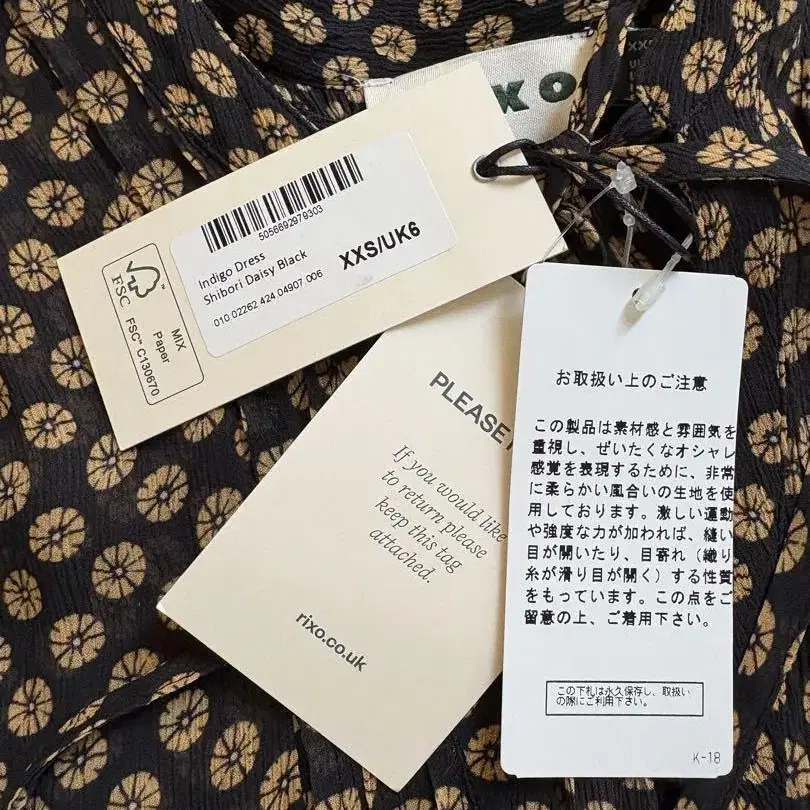 XXS
KO
5056892979303
Indigo Dress
Shibori Daisy Black
XXS/UK6
010 02262 424 04907 006
FSC
MIX
Paper
FSC™ C130670
PLEASE
If you would like
to return please
keep this tag
attached.
rixo.co.uk
お取扱い上のご注意
この製品は素材感と雰囲気を
重視し、ぜいたくなオシャレ
感覚を表現するために、非常
に柔らかい風合いの生地を使
用しております。激しい運動
や強度な力が加われば、縫い
目が開いたり、目寄れ（織り
糸が滑り目が開く）する性質
をもっています。この点をご
留意の上、ご着用下さい。
この下札は永久保存し、取扱い
の際にご利用下さい。
K-18